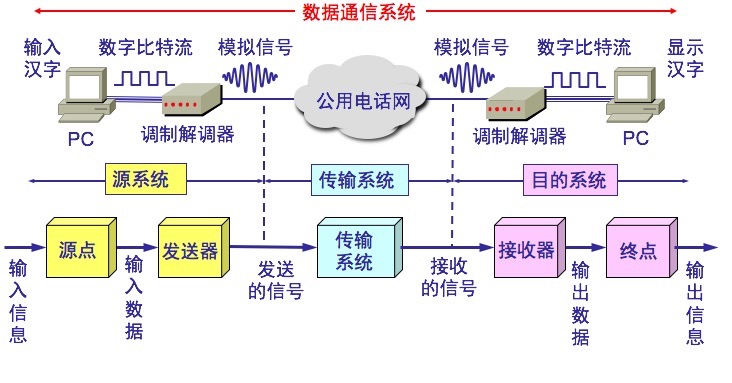 数据通信系统
输入
汉字
数字比特流
模拟信号
模拟信号
数字比特流
显示
汉字
公用电话网
PC
调制解调器
调制解调器
PC
源系统
传输系统
目的系统
源点
发送器
传输
系统
接收器
终点
输入信息
输入数据
发送
的信号
接收
的信号
输出数据
输出信息